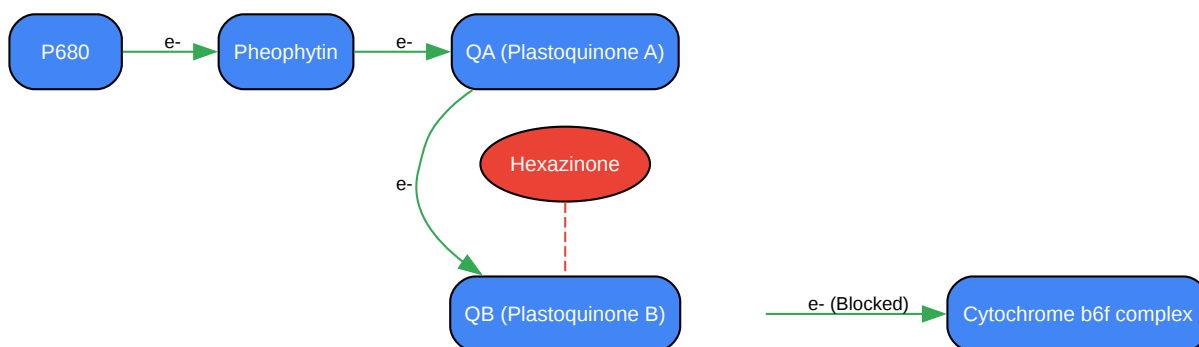 P680
e-
Pheophytin
e-
QA (Plastoquinone A)
e-
Hexazinone
QB (Plastoquinone B)
e- (Blocked)
Cytochrome b6f complex